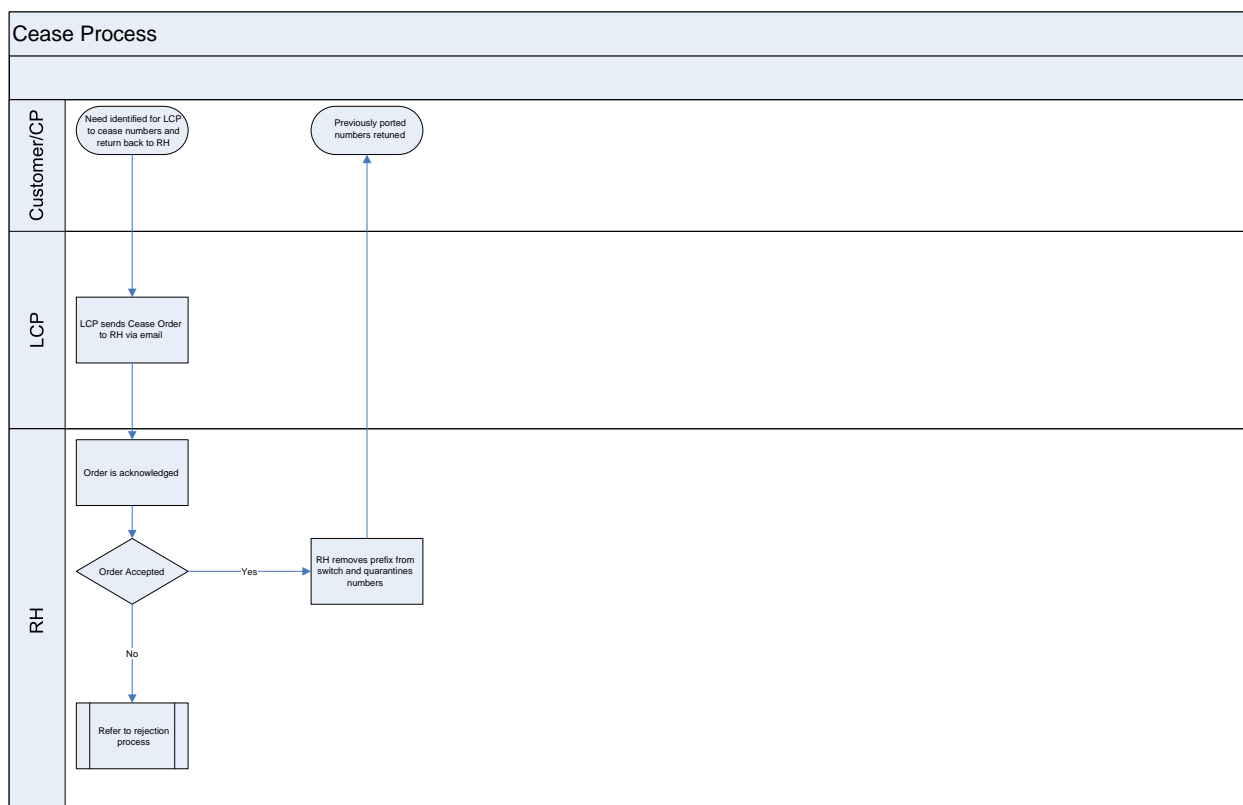 Cease Process
Customer/CP
Need identified for LCP
to cease numbers and
return back to RH
Previously ported
numbers retuned
LCP
LCP sends Cease Order
to RH via email
RH
Order is acknowledged
Order Accepted
Yes
RH removes prefix from
switch and quarantines
numbers
No
Refer to rejection
process